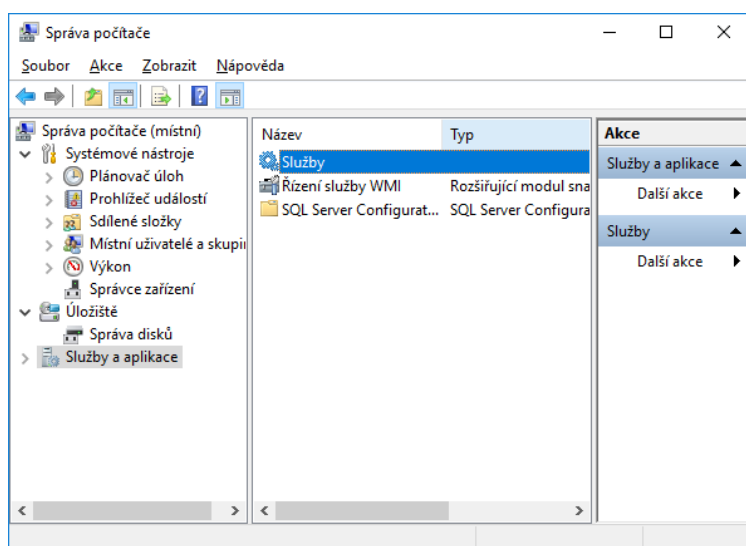 Správa počítače
Soubor Akce Zobrazit Nápověda
Správa počítače (místní)
Systémové nástroje
Plánovač úloh
Prohlížeč událostí
Sdílené složky
Místní uživatelé a skupi
Výkon
Správce zařízení
Úložiště
Správa disků
Služby a aplikace
Název Typ
Služby
Řízení služby WMI Rozšiřující modul sna
SQL Server Configurat... SQL Server Configura
Akce
Služby a aplikace
Další akce
Služby
Další akce